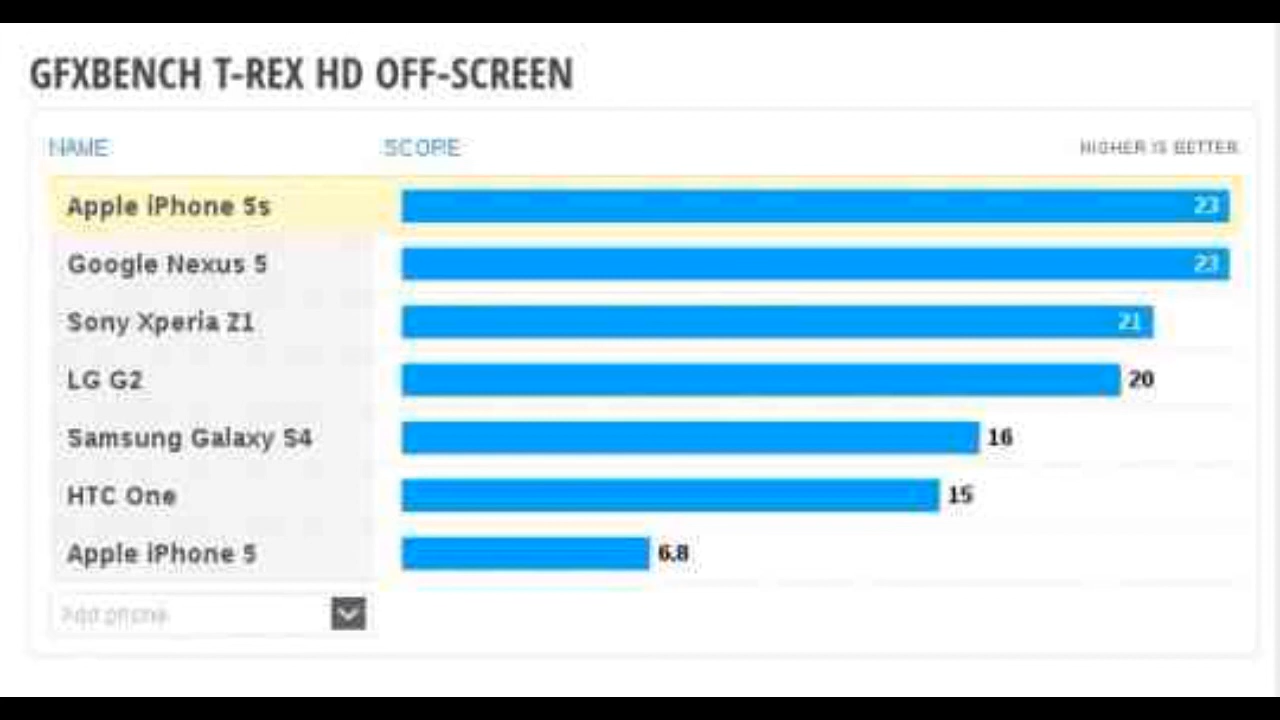 GFXBENCH T-REX HD OFF-SCREEN
NAME SCORE HIGHER IS BETTER
Apple iPhone 5s 23
Google Nexus 5 23
Sony Xperia Z1 21
LG G2 20
Samsung Galaxy S4 16
HTC One 15
Apple iPhone 5 6.8
Add phone